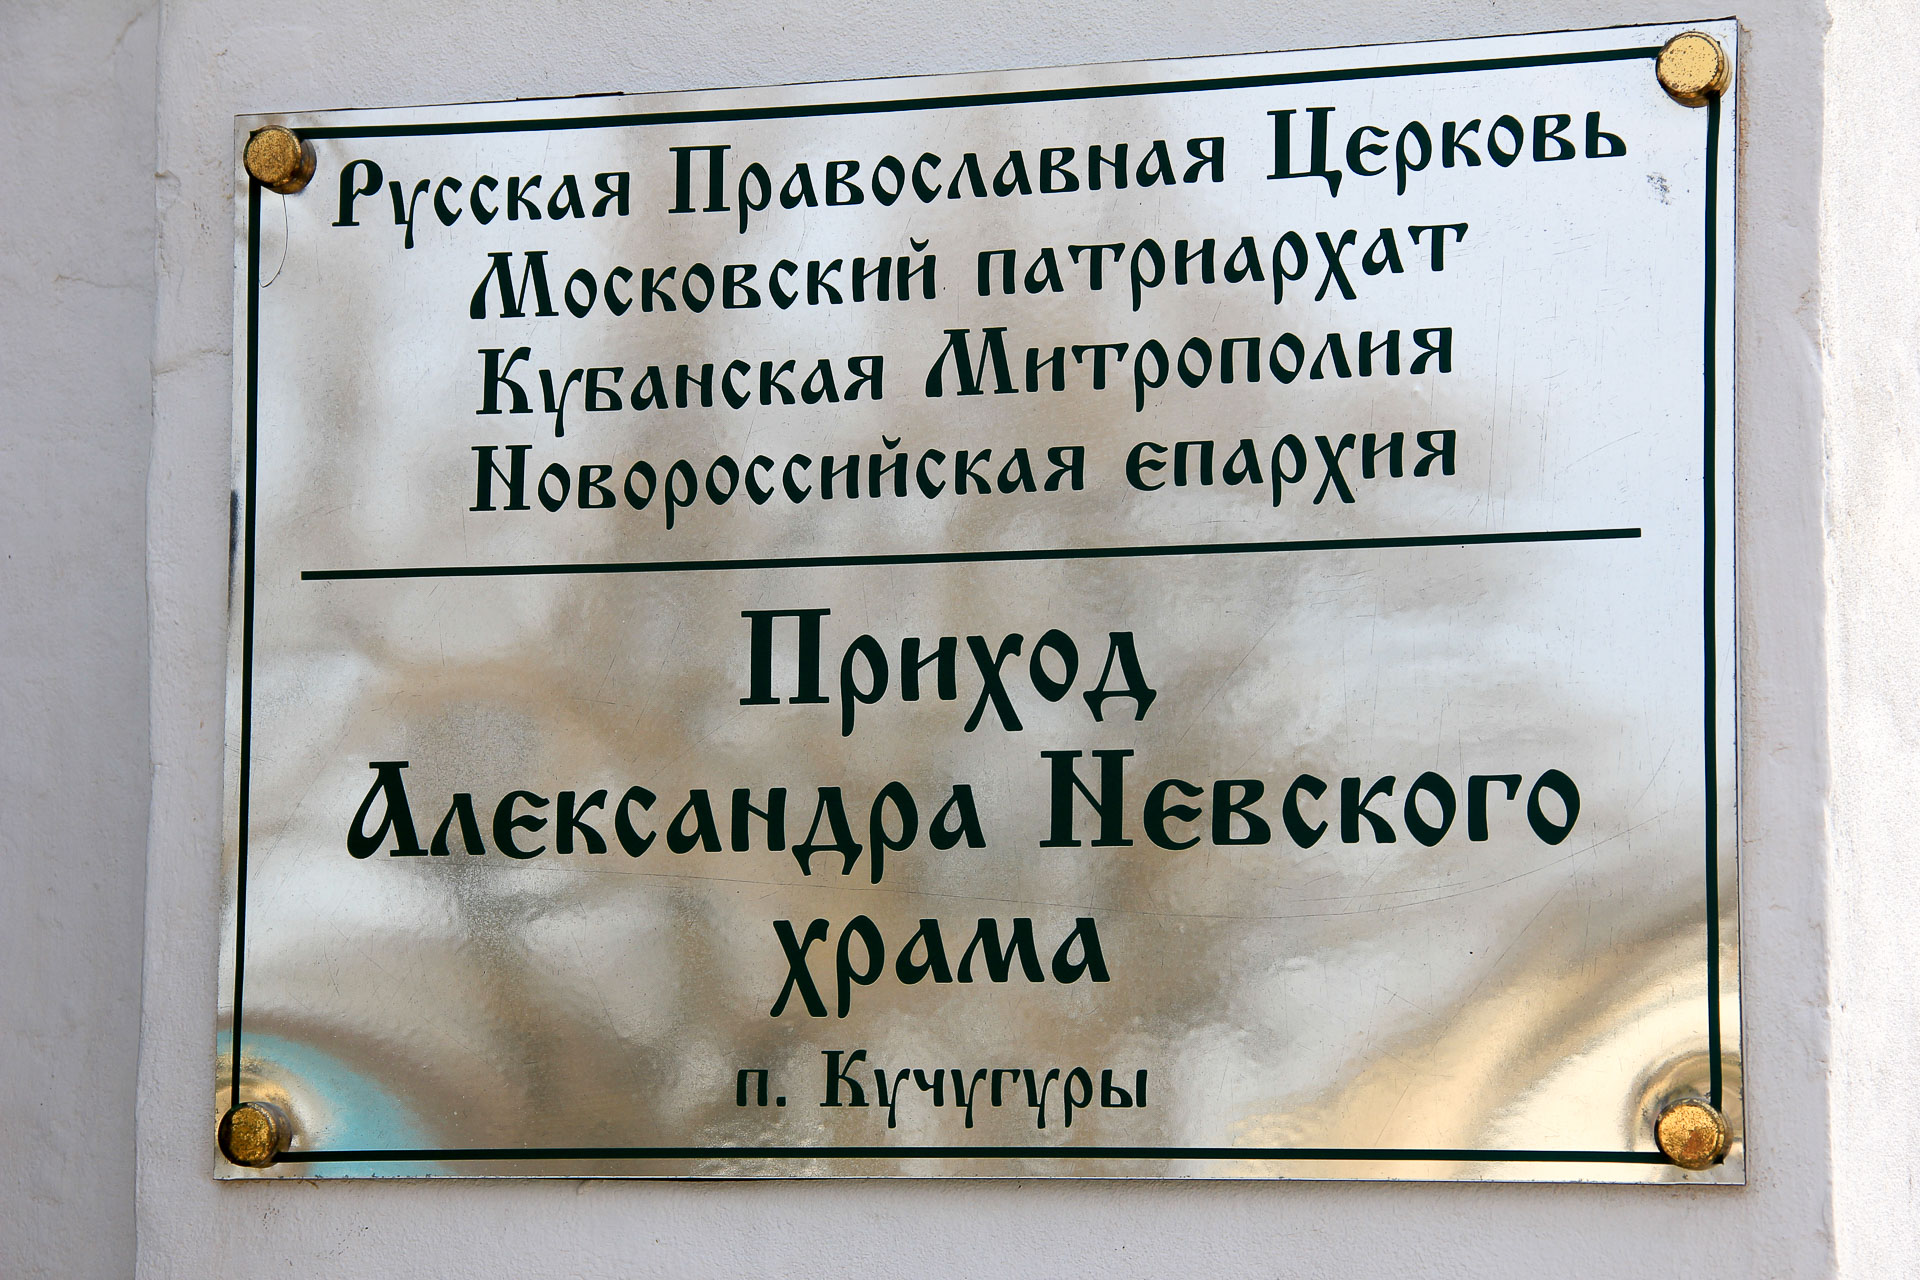 Русская Православная Церковь
Московский патриархат
Кубанская Митрополия
Новороссийская епархия
Приход
Александра Невского
храма
п. Кучугуры